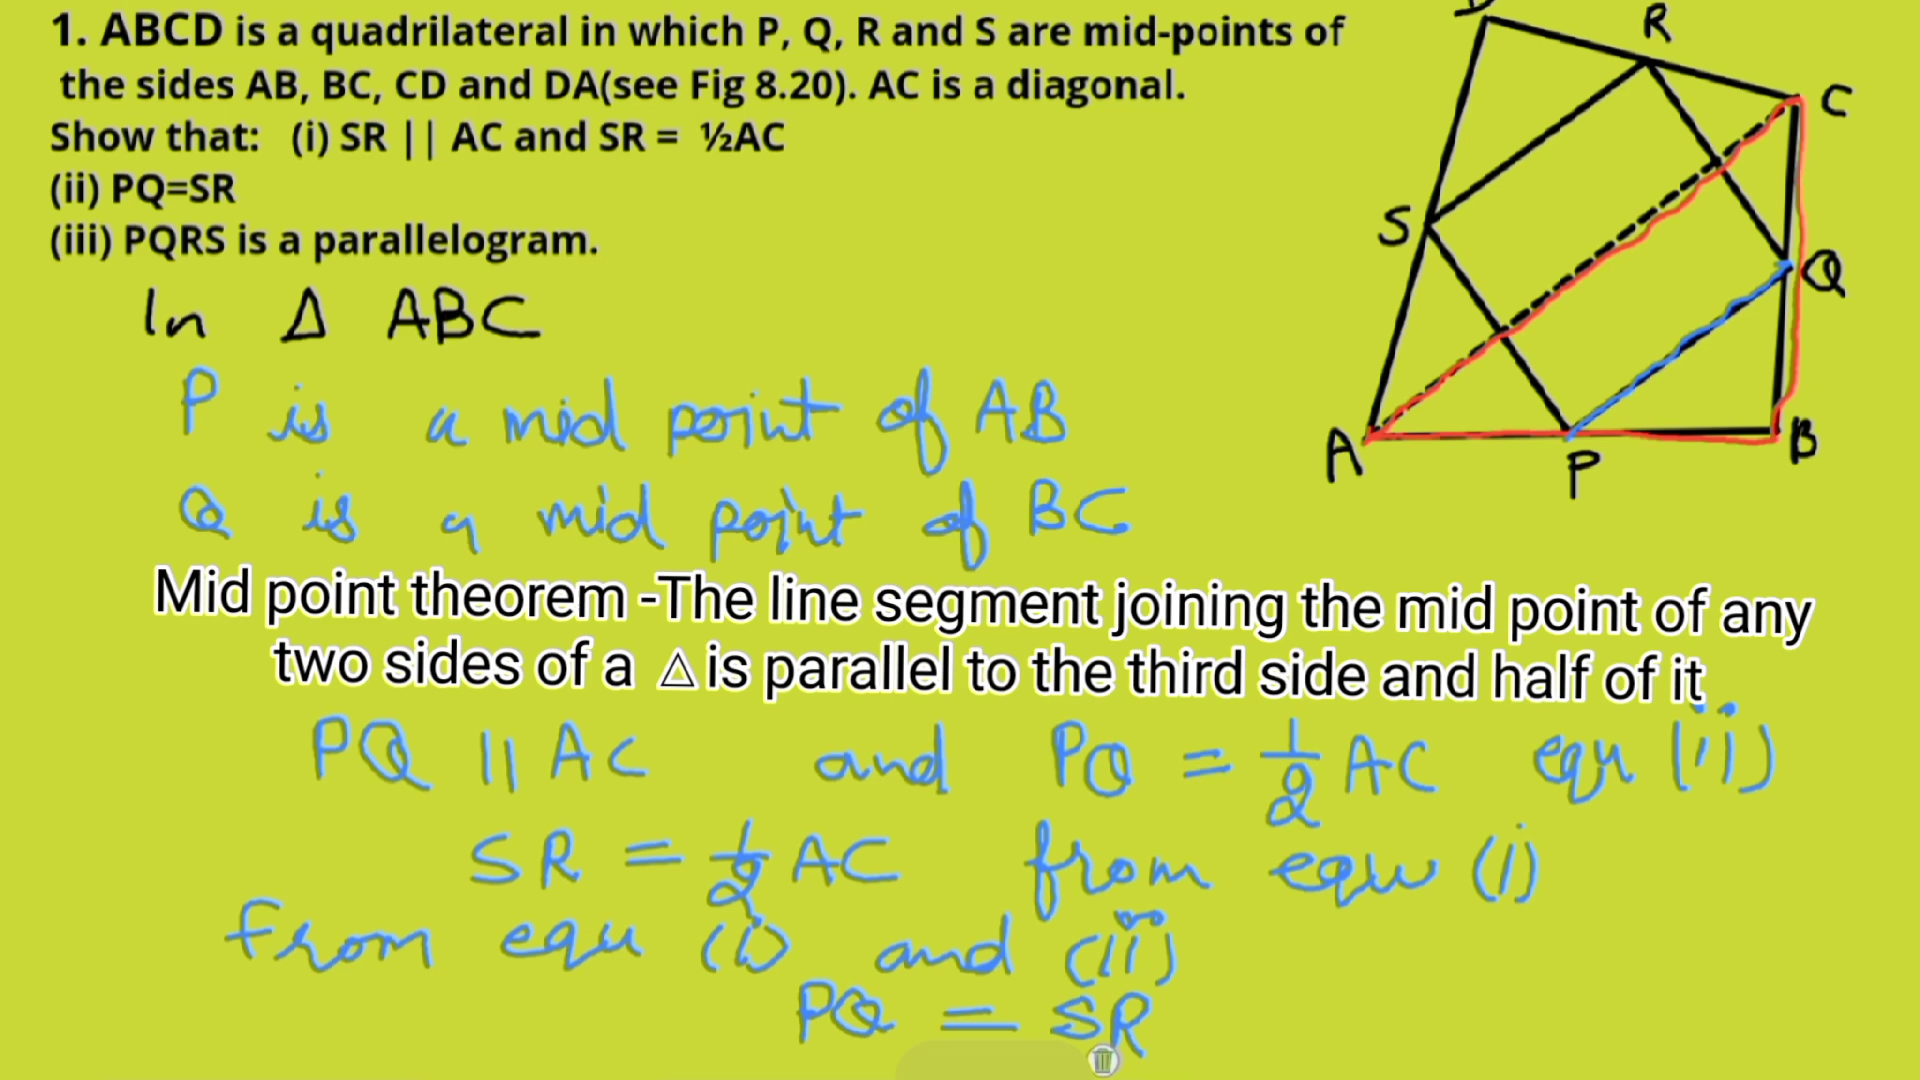 1. ABCD is a quadrilateral in which P, Q, R and S are mid-points of
the sides AB, BC, CD and DA(see Fig 8.20). AC is a diagonal.
Show that: (i) SR || AC and SR = ½AC
(ii) PQ=SR
(iii) PQRS is a parallelogram.
R
C
S
Q
A
P
B
In Δ ABC
P is a mid point of AB
Q is a mid point of BC
Mid point theorem -The line segment joining the mid point of any
two sides of a △ is parallel to the third side and half of it
PQ || AC and PQ = 1/2 AC equ (ii)
SR = 1/2 AC from equ (i)
from equ (i) and (ii)
PQ = SR